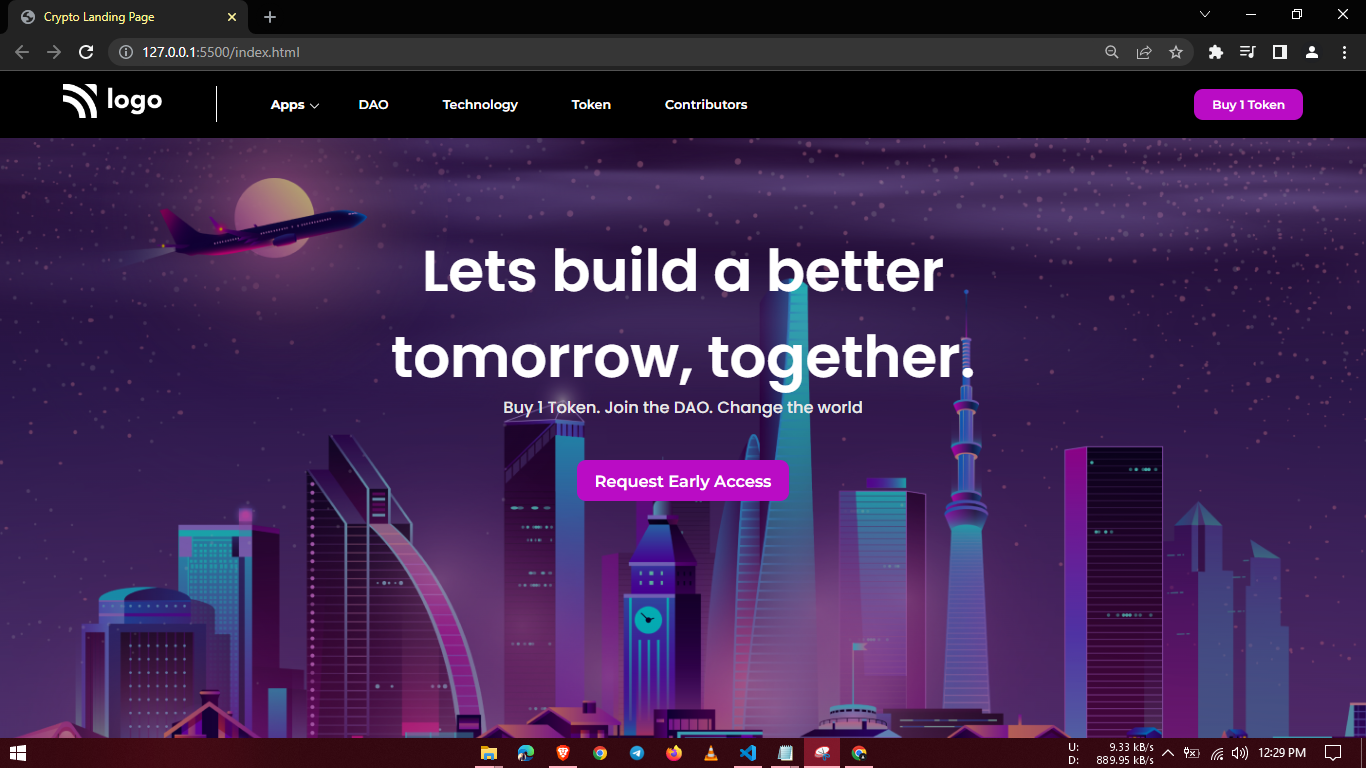 Crypto Landing Page
127.0.0.1:5500/index.html
logo
Apps DAO Technology Token Contributors
Buy 1 Token
Lets build a better
tomorrow, together.
Buy 1 Token. Join the DAO. Change the world
Request Early Access
U: 9.33 kB/s
D: 889.95 kB/s
12:29 PM